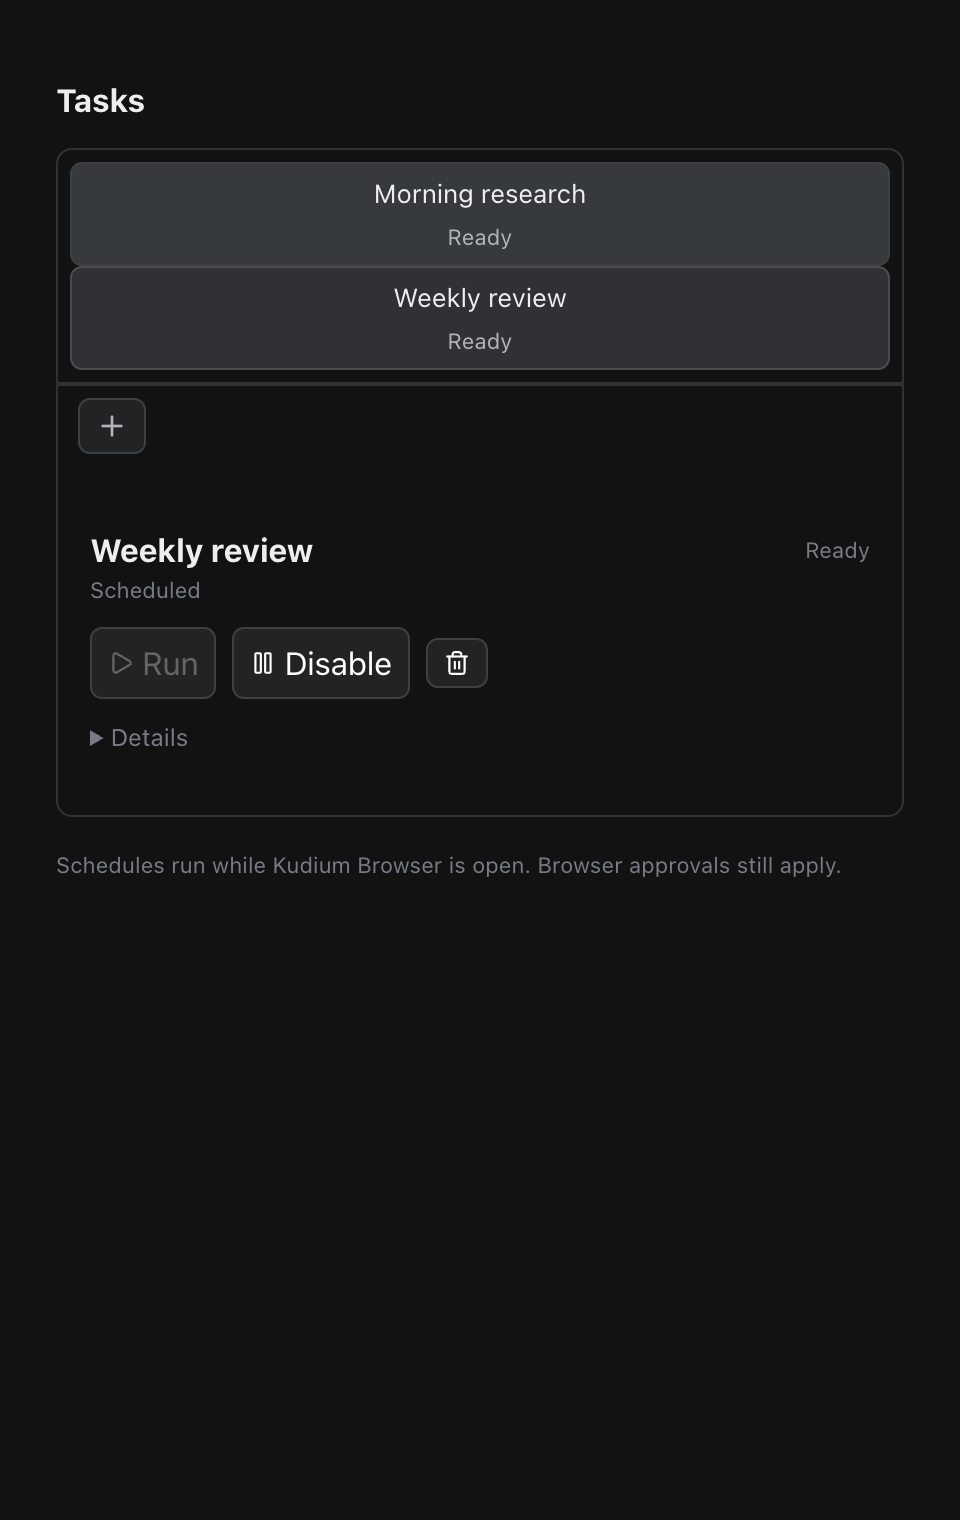 Tasks
Morning research
Ready
Weekly review
Ready
Weekly review
Ready
Scheduled
Run
Disable
Details
Schedules run while Kudium Browser is open. Browser approvals still apply.